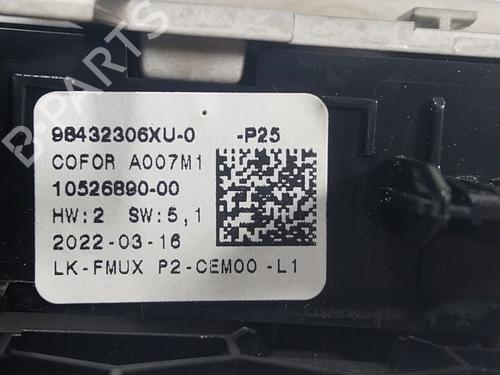 98432306XU-0 -P25
COFOR A007M1
10526890-00
HW:2 SW:5,1
2022-03-16
LK-FMUX P2-CEM00 -L1
B-PARTS